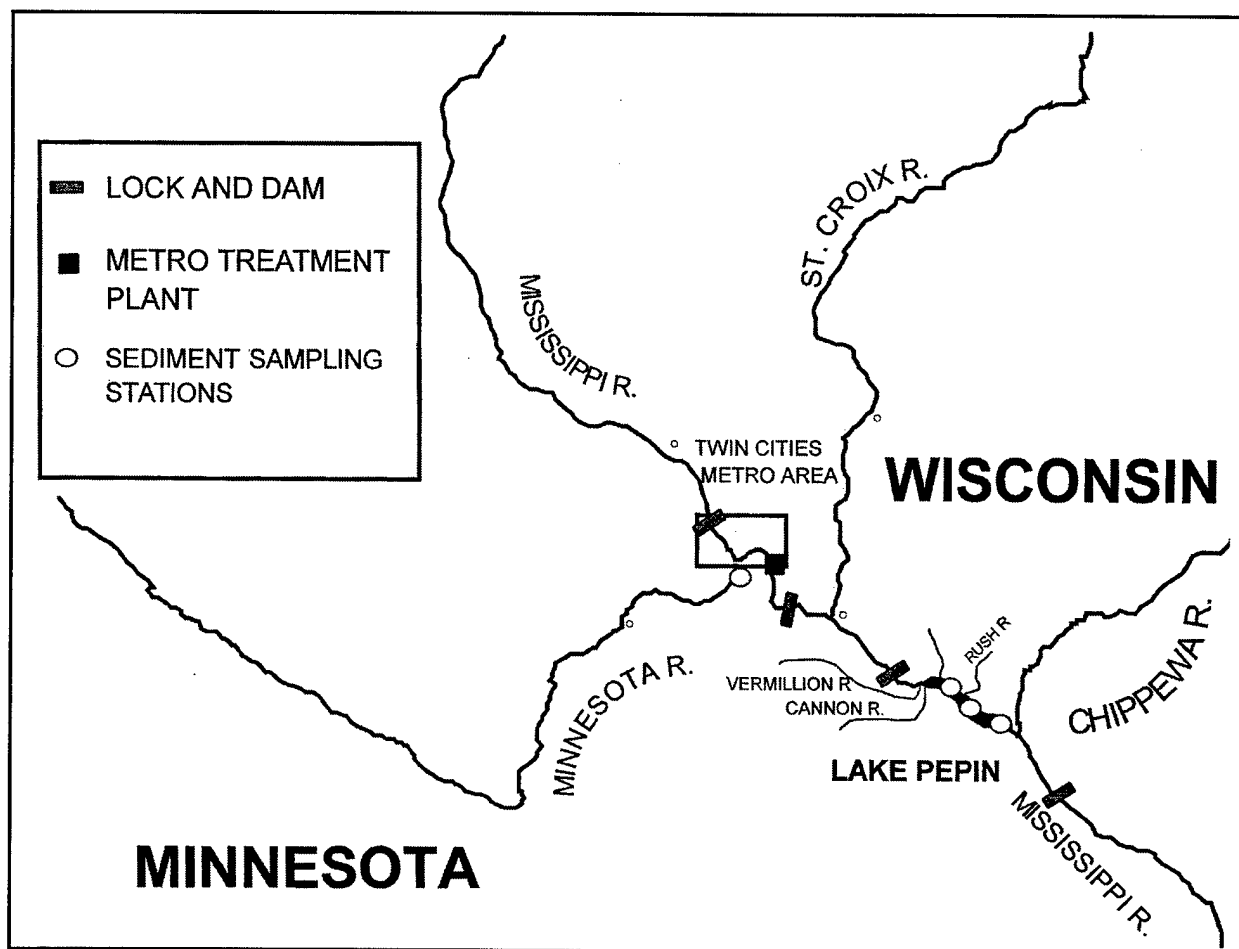 LOCK AND DAM
METRO TREATMENT
PLANT
SEDIMENT SAMPLING
STATIONS
MISSISSIPPI R.
ST. CROIX R.
TWIN CITIES
METRO AREA
WISCONSIN
MINNESOTA R.
VERMILLION R
CANNON R.
RUSH R
CHIPPEWA R.
LAKE PEPIN
MISSISSIPPI R.
MINNESOTA